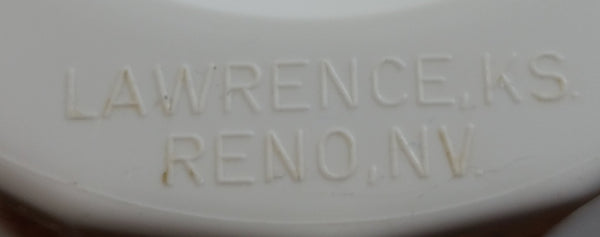 LAWRENCE, KS.
RENO, NV.